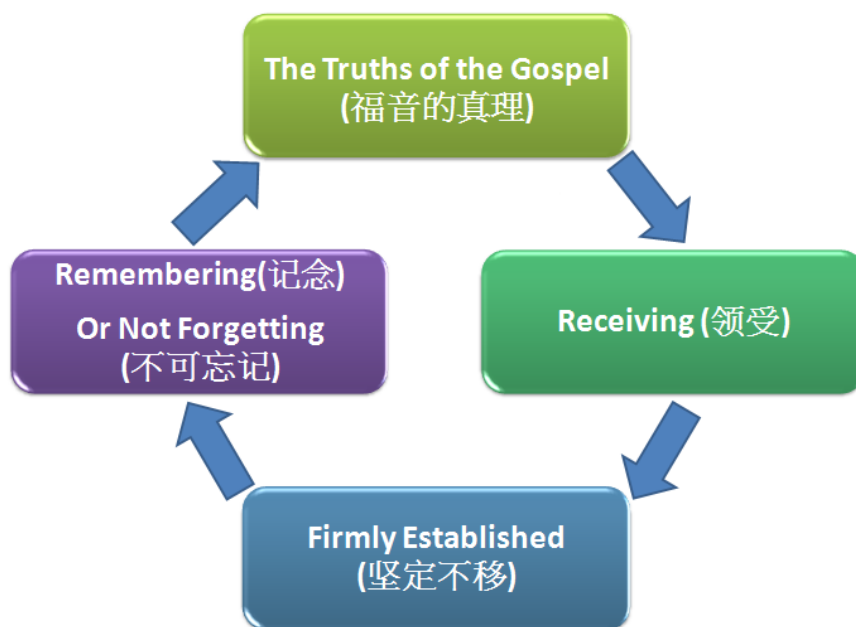 The Truths of the Gospel
(福音的真理)
Receiving (领受)
Firmly Established
(坚定不移)
Remembering(记念)
Or Not Forgetting
(不可忘记)